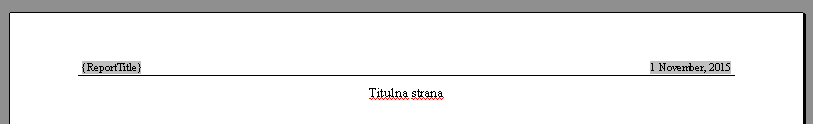 {ReportTitle} 1 November, 2015
Titulna strana